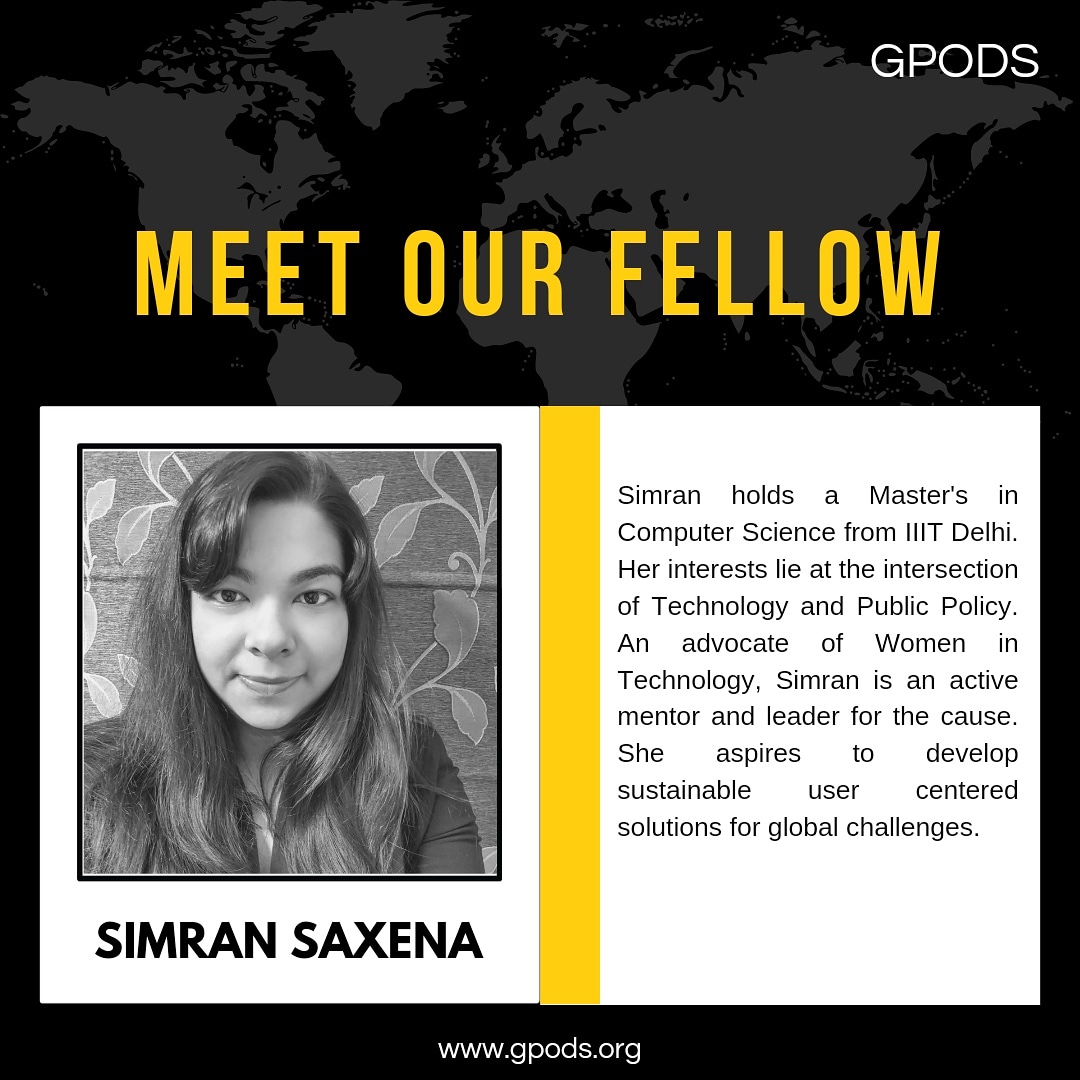 GPODS
MEET OUR FELLOW
Simran holds a Master's in
Computer Science from IIIT Delhi.
Her interests lie at the intersection
of Technology and Public Policy.
An advocate of Women in
Technology, Simran is an active
mentor and leader for the cause.
She aspires to develop
sustainable user centered
solutions for global challenges.
SIMRAN SAXENA
www.gpods.org